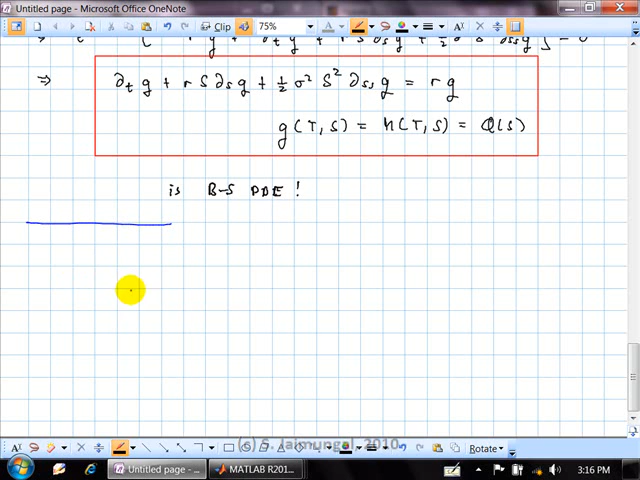 Untitled page - Microsoft OneNote
Clip 75%
⇒ ∂t g + r S ∂s g + ½ σ² S² ∂ss g = r g
g(T,S) = h(T,S) = φ(S)
is B-S PDE !
(c) S. Jaimungal, 2010
Rotate
Untitled page - Micr... MATLAB R201... 3:16 PM